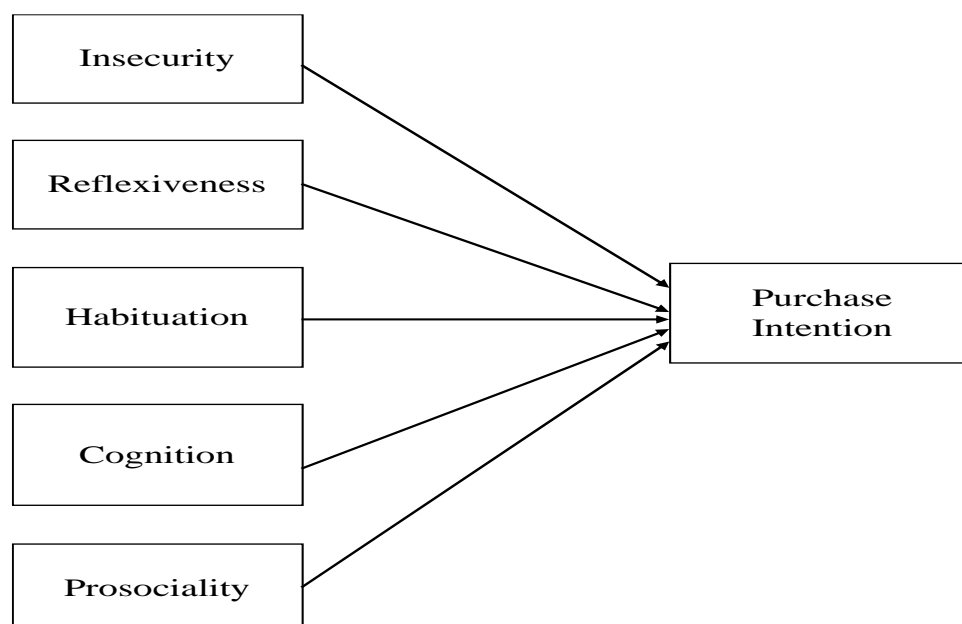 Insecurity
Reflexiveness
Habituation
Cognition
Prosociality
Purchase
Intention